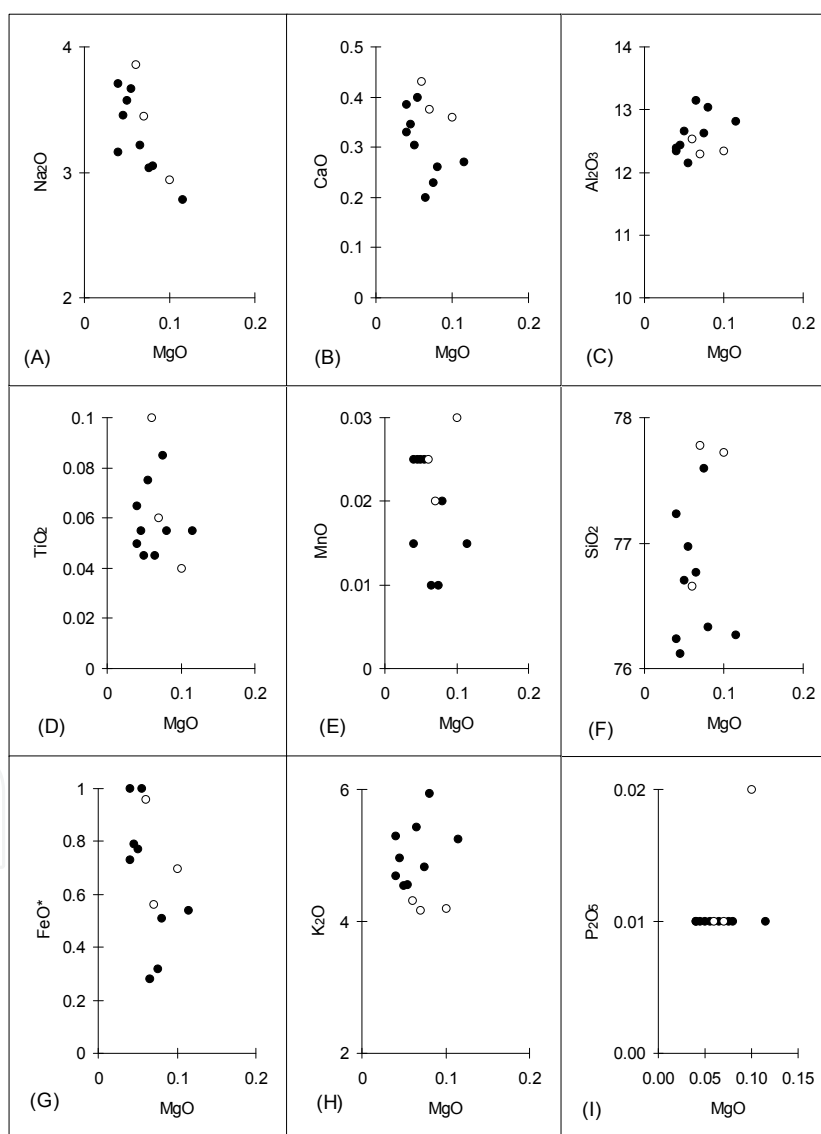 4
3
2
Na₂O
0 0.1 0.2
MgO
(A)
0.5
0.4
0.3
0.2
0.1
0
CaO
0 0.1 0.2
MgO
(B)
14
13
12
11
10
Al₂O₃
0 0.1 0.2
MgO
(C)
0.1
0.08
0.06
0.04
0.02
0
TiO₂
0 0.1 0.2
MgO
(D)
0.03
0.02
0.01
0
MnO
0 0.1 0.2
MgO
(E)
78
77
76
SiO₂
0 0.1 0.2
MgO
(F)
1
0.8
0.6
0.4
0.2
0
FeO*
0 0.1 0.2
MgO
(G)
6
4
2
K₂O
0 0.1 0.2
MgO
(H)
0.02
0.01
0.00
P₂O₅
0.00 0.05 0.10 0.15
MgO
(I)